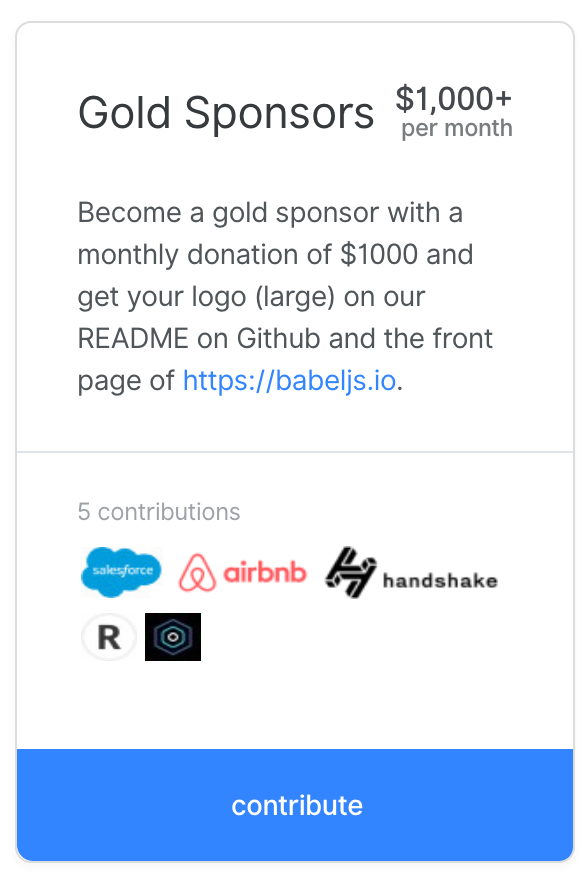 Gold Sponsors $1,000+
per month
Become a gold sponsor with a
monthly donation of $1000 and
get your logo (large) on our
README on Github and the front
page of https://babeljs.io.
5 contributions
salesforce airbnb handshake
R
contribute